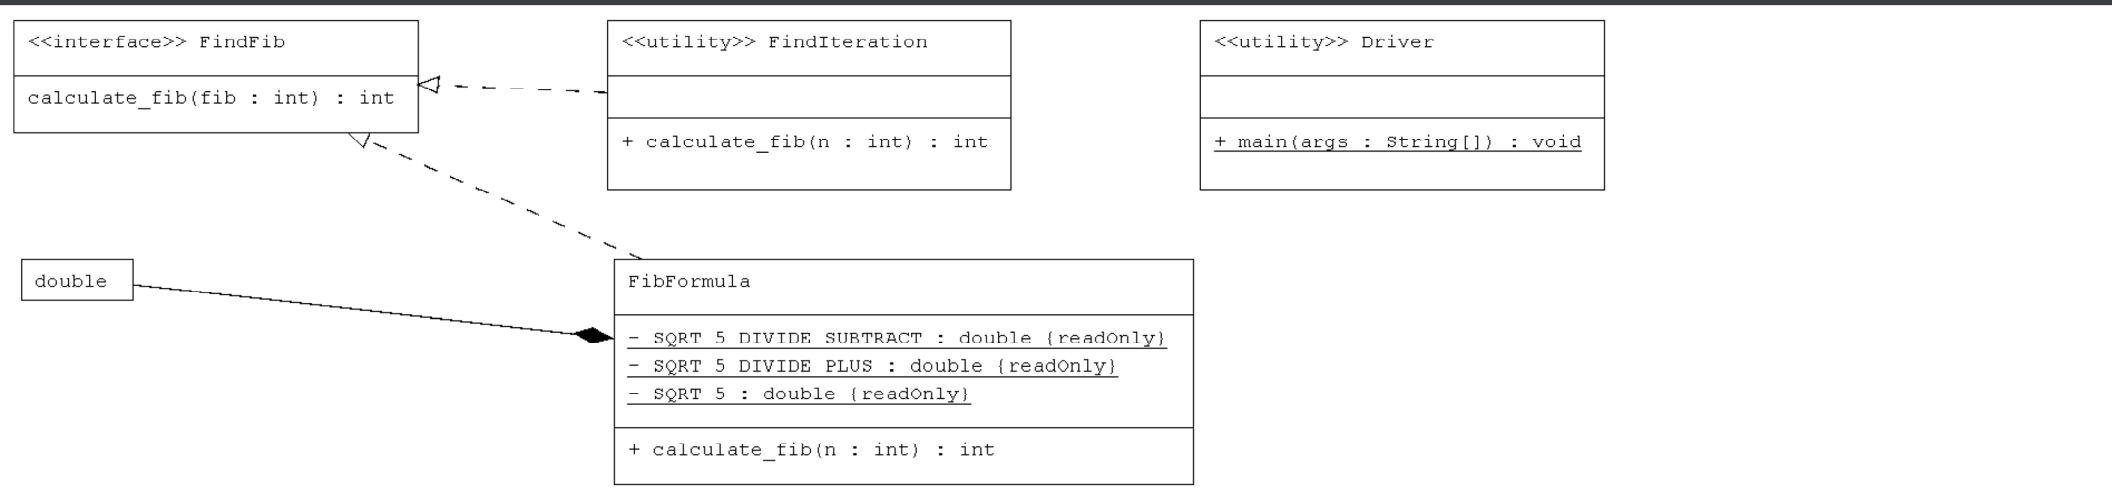 <<interface>> FindFib
calculate_fib(fib : int) : int
<<utility>> FindIteration
+ calculate_fib(n : int) : int
<<utility>> Driver
+ main(args : String[]) : void
double
FibFormula
- SQRT_5_DIVIDE_SUBTRACT : double {readOnly}
- SQRT_5_DIVIDE_PLUS : double {readOnly}
- SQRT_5 : double {readOnly}
+ calculate_fib(n : int) : int